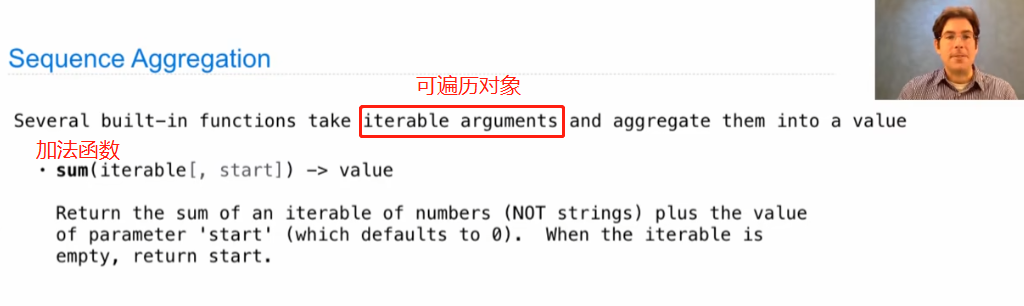 Sequence Aggregation
可遍历对象
Several built-in functions take iterable arguments and aggregate them into a value
加法函数
• sum(iterable[, start]) -> value
Return the sum of an iterable of numbers (NOT strings) plus the value
of parameter 'start' (which defaults to 0).  When the iterable is
empty, return start.